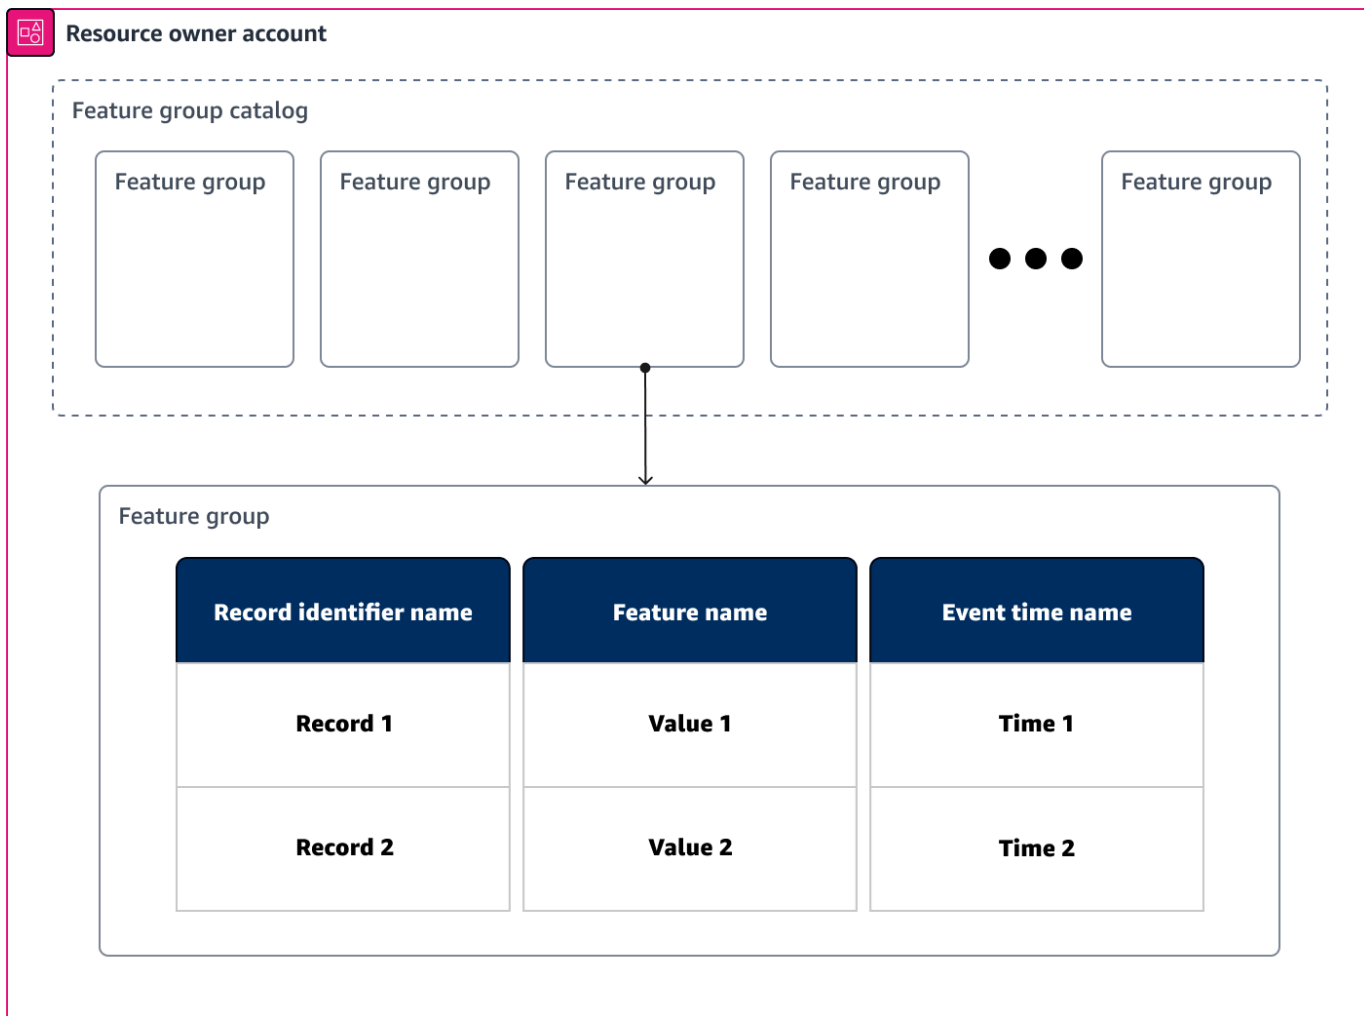 Resource owner account
Feature group catalog
Feature group
Feature group
Feature group
Feature group
Feature group
Feature group
Record identifier name
Feature name
Event time name
Record 1
Value 1
Time 1
Record 2
Value 2
Time 2